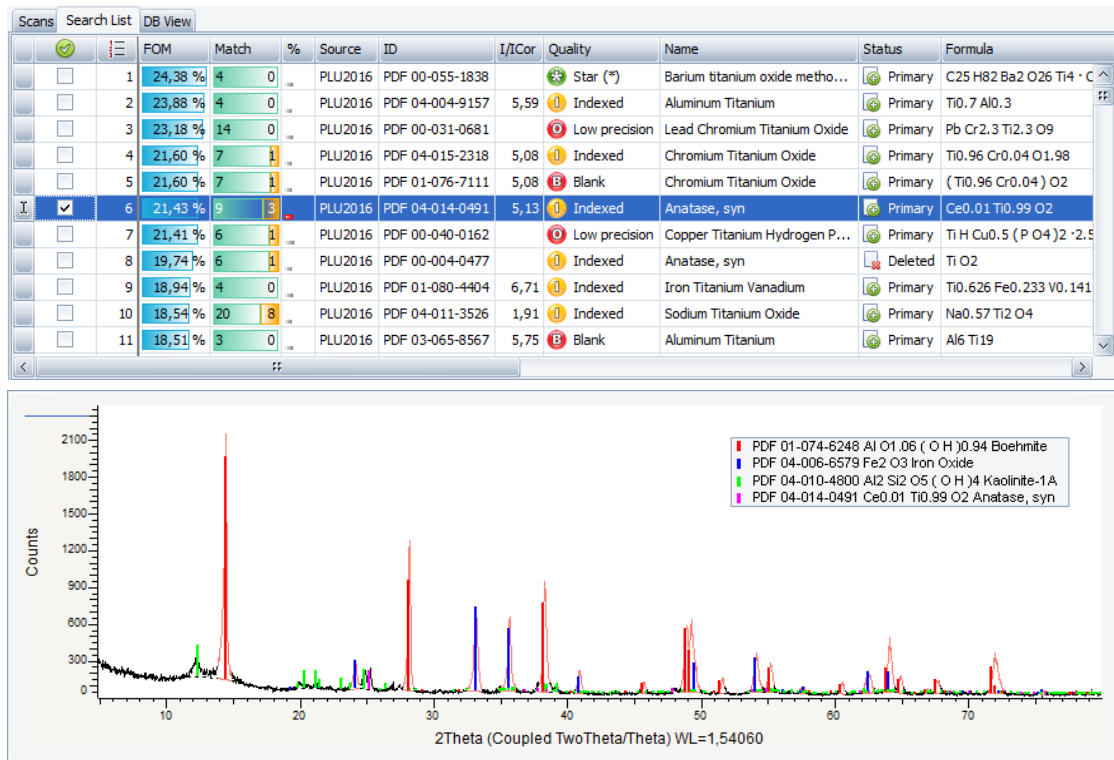 Scans Search List DB View
FOM Match % Source ID I/ICor Quality Name Status Formula
1 24,38 % 4 0 PLU2016 PDF 00-055-1838 Star (*) Barium titanium oxide metho... Primary C25 H82 Ba2 O26 Ti4 · C
2 23,88 % 4 0 PLU2016 PDF 04-004-9157 5,59 Indexed Aluminum Titanium Primary Ti0.7 Al0.3
3 23,18 % 14 0 PLU2016 PDF 00-031-0681 Low precision Lead Chromium Titanium Oxide Primary Pb Cr2.3 Ti2.3 O9
4 21,60 % 7 1 PLU2016 PDF 04-015-2318 5,08 Indexed Chromium Titanium Oxide Primary Ti0.96 Cr0.04 O1.98
5 21,60 % 7 1 PLU2016 PDF 01-076-7111 5,08 B Blank Chromium Titanium Oxide Primary ( Ti0.96 Cr0.04 ) O2
6 21,43 % 9 3 PLU2016 PDF 04-014-0491 5,13 Indexed Anatase, syn Primary Ce0.01 Ti0.99 O2
7 21,41 % 6 1 PLU2016 PDF 00-040-0162 Low precision Copper Titanium Hydrogen P... Primary Ti H Cu0.5 ( P O4 )2 ·2.5
8 19,74 % 6 1 PLU2016 PDF 00-004-0477 Indexed Anatase, syn Deleted Ti O2
9 18,94 % 4 0 PLU2016 PDF 01-080-4404 6,71 Indexed Iron Titanium Vanadium Primary Ti0.626 Fe0.233 V0.141
10 18,54 % 20 8 PLU2016 PDF 04-011-3526 1,91 Indexed Sodium Titanium Oxide Primary Na0.57 Ti2 O4
11 18,51 % 3 0 PLU2016 PDF 03-065-8567 5,75 B Blank Aluminum Titanium Primary Al6 Ti19
PDF 01-074-6248 Al O1.06 ( O H )0.94 Boehmite
PDF 04-006-6579 Fe2 O3 Iron Oxide
PDF 04-010-4800 Al2 Si2 O5 ( O H )4 Kaolinite-1A
PDF 04-014-0491 Ce0.01 Ti0.99 O2 Anatase, syn
Counts
2100
1800
1500
1200
900
600
300
0
10 20 30 40 50 60 70
2Theta (Coupled TwoTheta/Theta) WL=1,54060